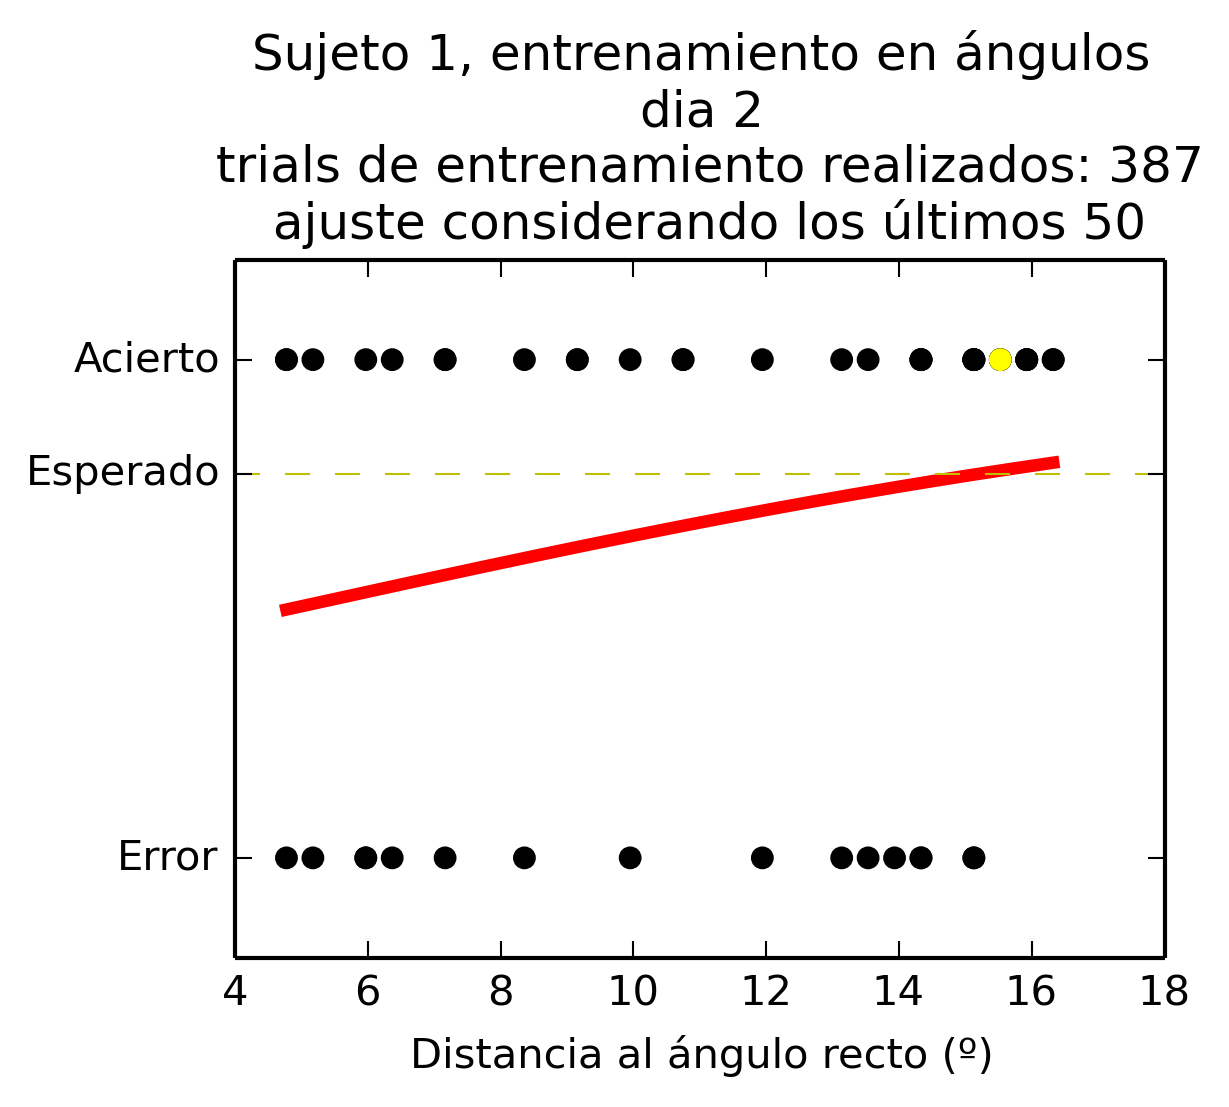 Sujeto 1, entrenamiento en ángulos
dia 2
trials de entrenamiento realizados: 387
ajuste considerando los últimos 50
Acierto
Esperado
Error
4 6 8 10 12 14 16 18
Distancia al ángulo recto (º)